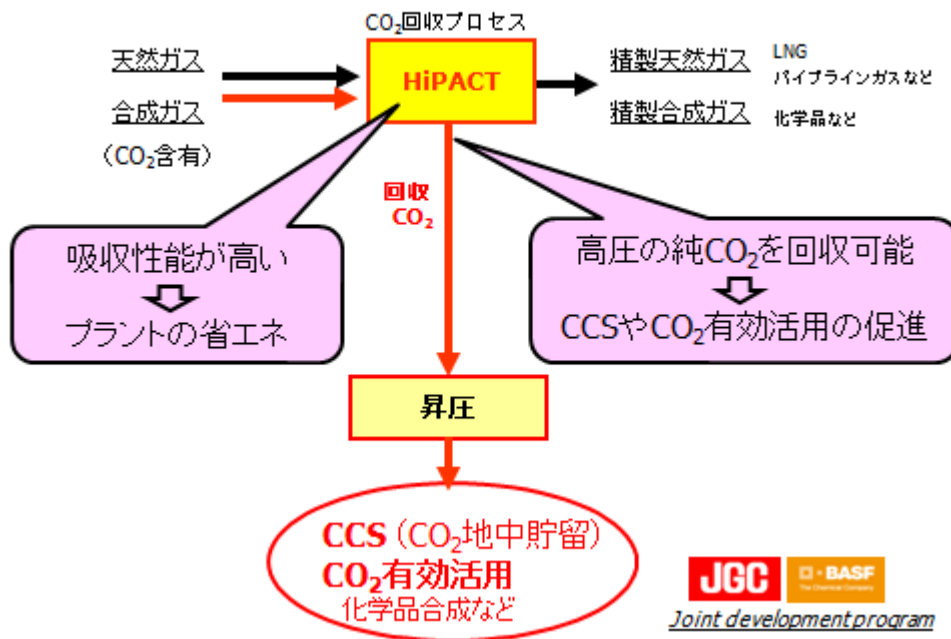 CO₂回収プロセス
天然ガス
合成ガス
(CO₂含有)
HiPACT
精製天然ガス
LNG
パイプラインガスなど
精製合成ガス
化学品など
回収
CO₂
吸収性能が高い
プラントの省エネ
高圧の純CO₂を回収可能
CCSやCO₂有効活用の促進
昇圧
CCS (CO₂地中貯留)
CO₂有効活用
化学品合成など
JGC
BASF
The Chemical Company
Joint development program